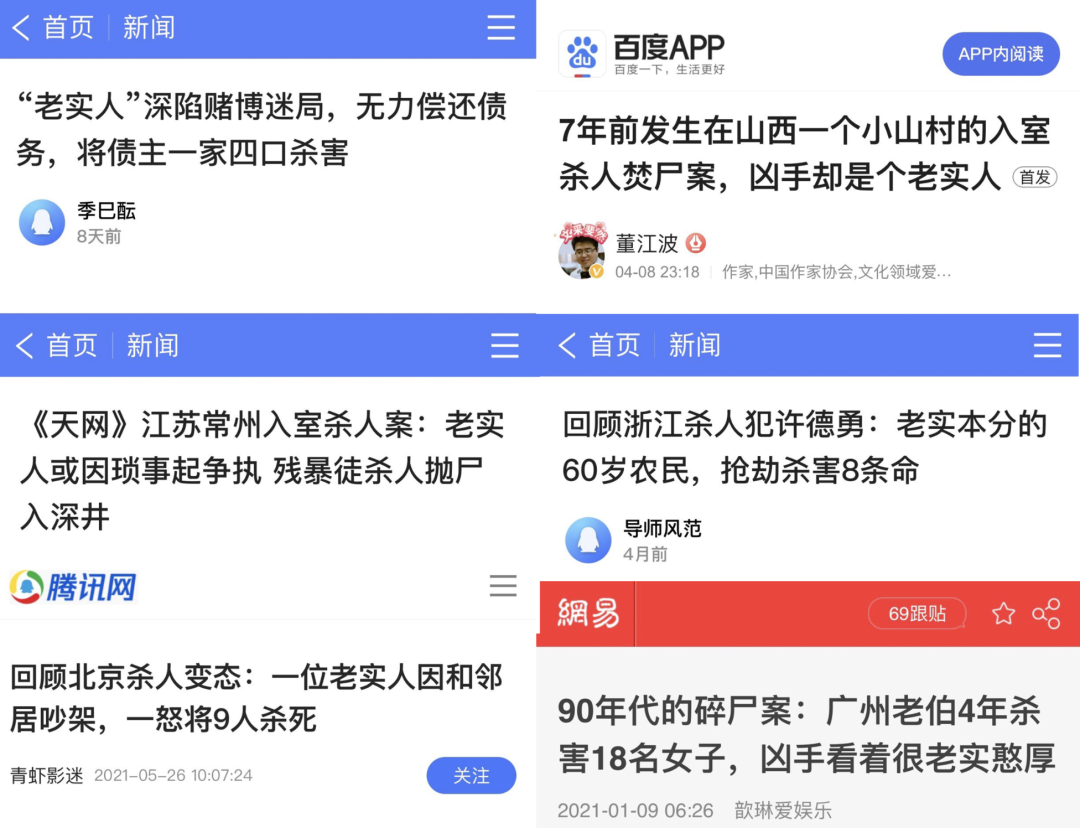 首页 新闻
“老实人”深陷赌博迷局，无力偿还债
务，将债主一家四口杀害
季巳酝
8天前
du
百度APP
百度一下，生活更好
APP内阅读
7年前发生在山西一个小山村的入室
杀人焚尸案，凶手却是个老实人 首发
董江波
04-08 23:18 作家,中国作家协会,文化领域爱...
首页 新闻
《天网》江苏常州入室杀人案：老实
人或因琐事起争执 残暴徒杀人抛尸
入深井
首页 新闻
回顾浙江杀人犯许德勇：老实本分的
60岁农民，抢劫杀害8条命
导师风范
4月前
腾讯网
回顾北京杀人变态：一位老实人因和邻
居吵架，一怒将9人杀死
青虾影迷 2021-05-26 10:07:24
关注
網易
69跟贴
90年代的碎尸案：广州老伯4年杀
害18名女子，凶手看着很老实憨厚
2021-01-09 06:26 歆琳爱娱乐